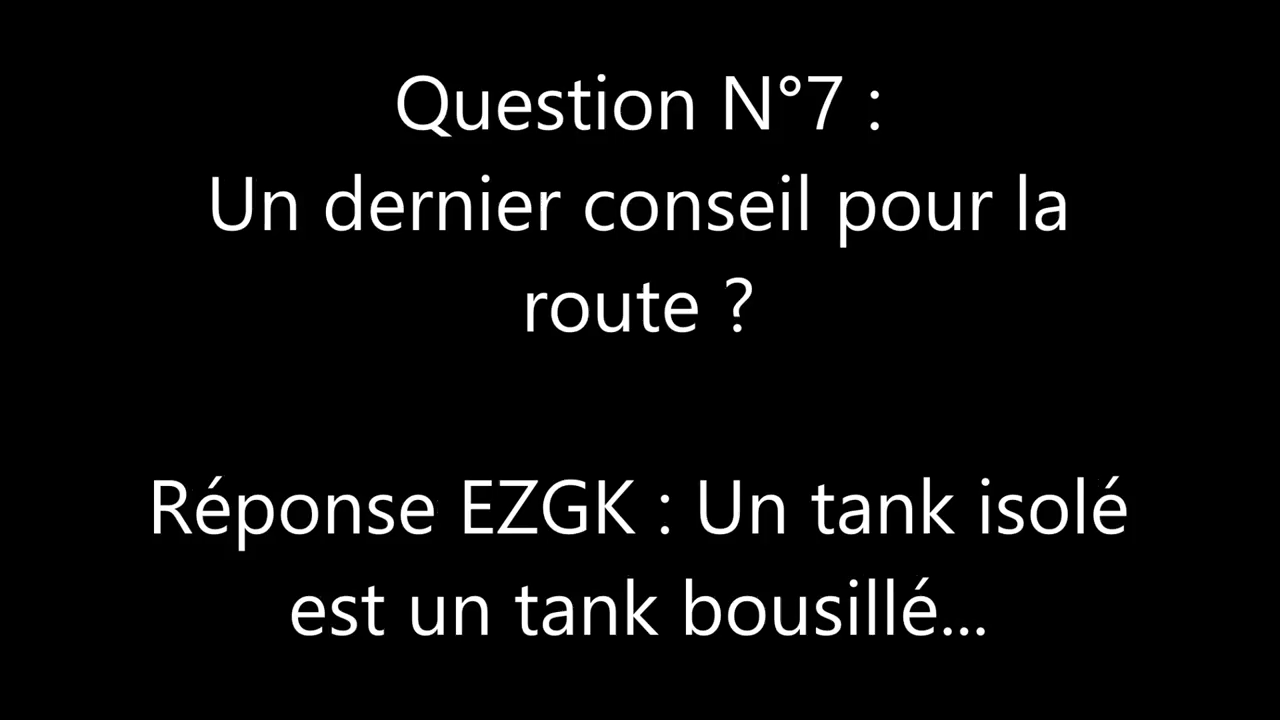 Question N°7 :
Un dernier conseil pour la
route ?
Réponse EZGK : Un tank isolé
est un tank bousillé...